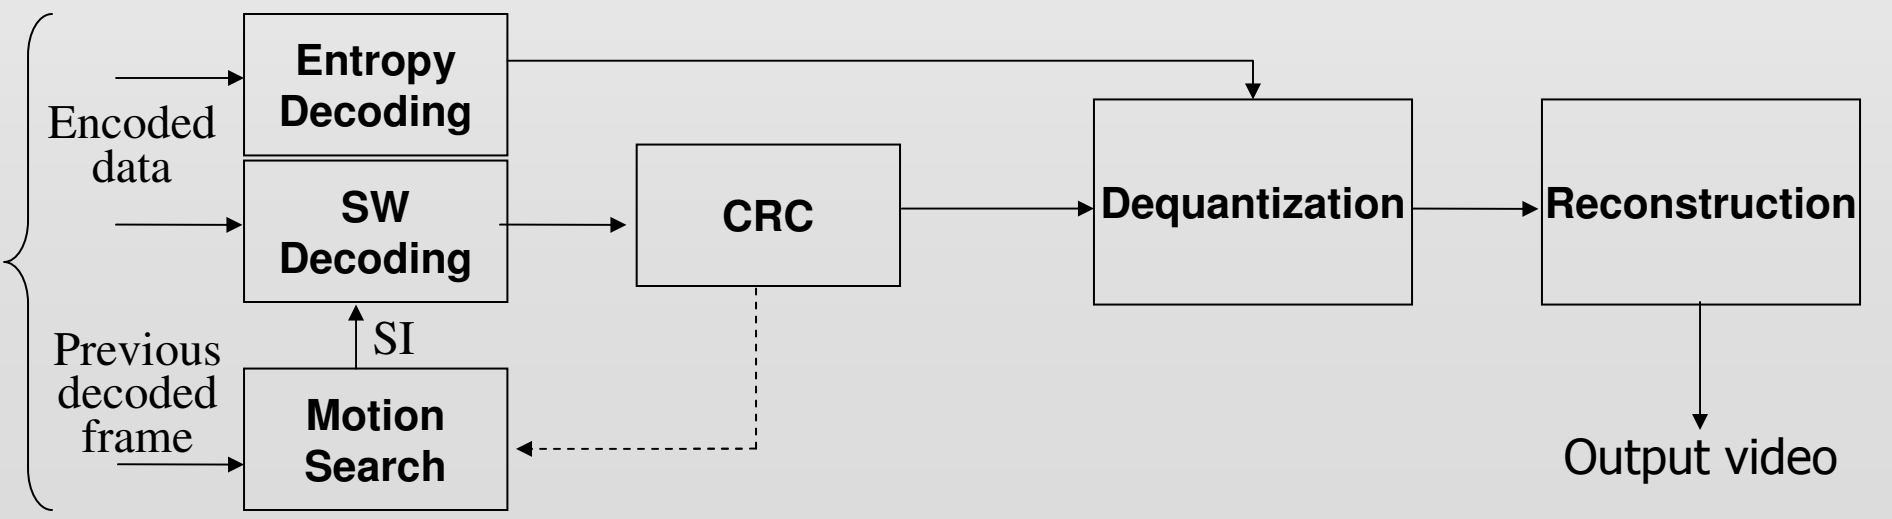 Entropy
Decoding
Encoded
data
SW
Decoding
CRC
Dequantization
Reconstruction
SI
Previous
decoded
frame
Motion
Search
Output video